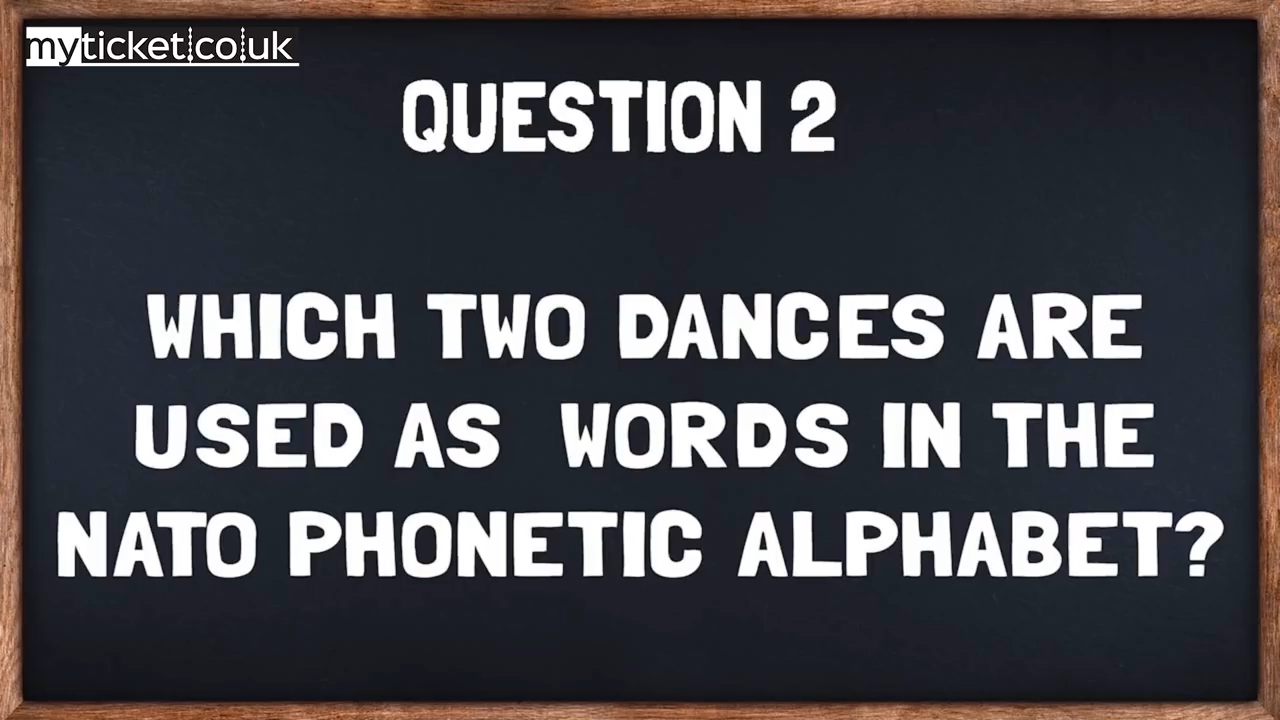 myticket.co.uk
QUESTION 2
WHICH TWO DANCES ARE
USED AS WORDS IN THE
NATO PHONETIC ALPHABET?